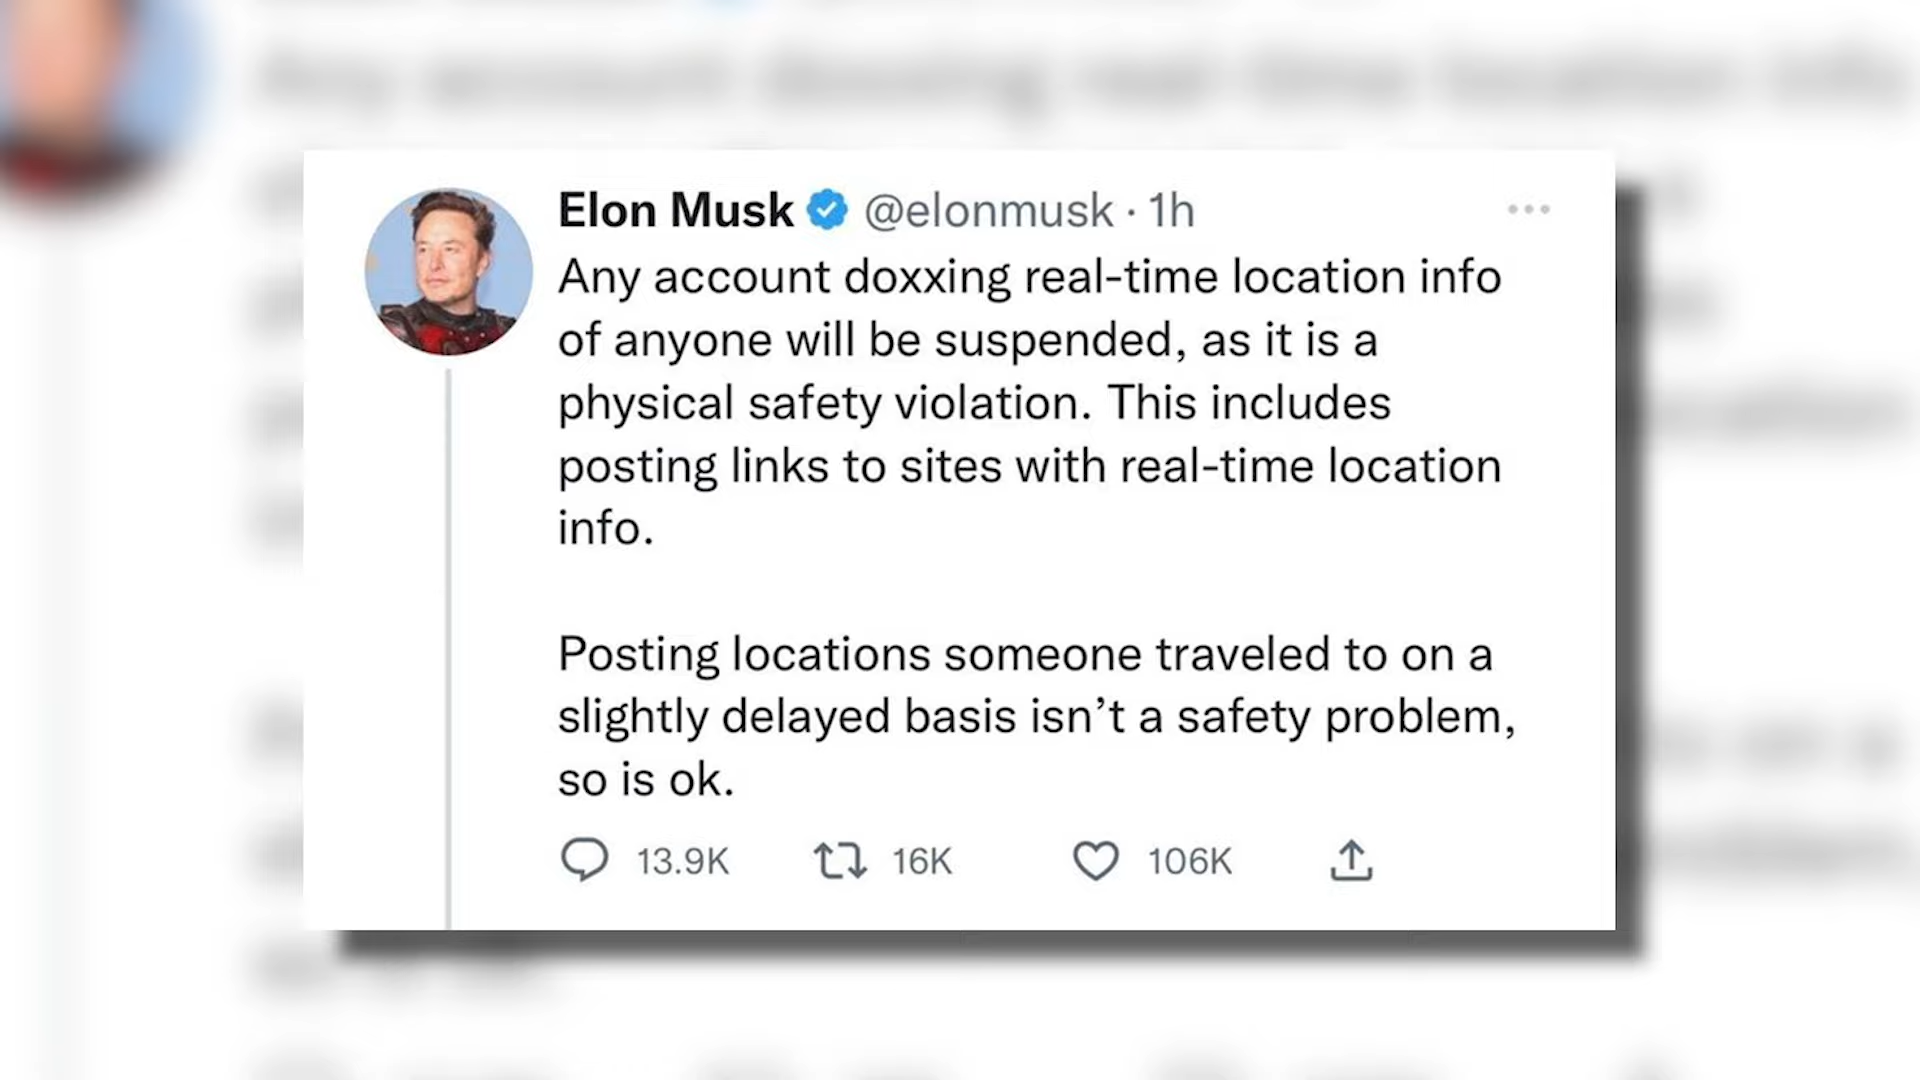 Elon Musk @elonmusk · 1h
Any account doxxing real-time location info
of anyone will be suspended, as it is a
physical safety violation. This includes
posting links to sites with real-time location
info.
Posting locations someone traveled to on a
slightly delayed basis isn’t a safety problem,
so is ok.
13.9K 16K 106K